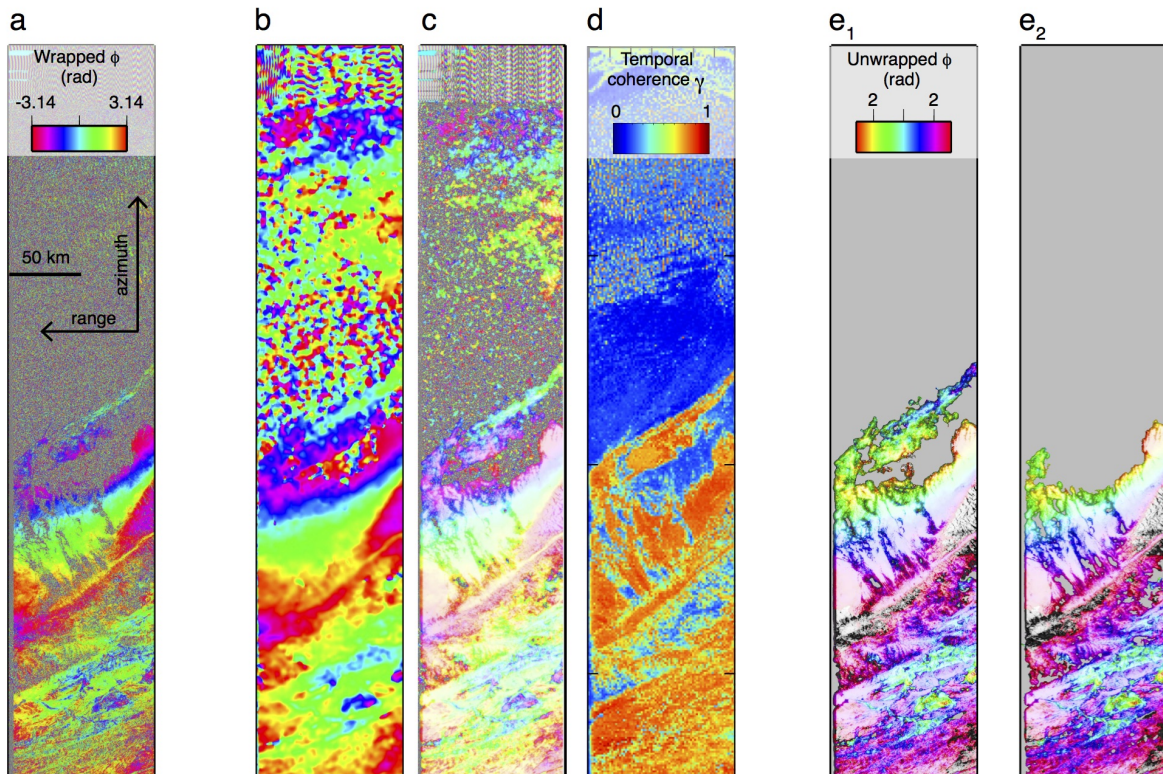 a
b
c
d
e1
e2
Wrapped ϕ
(rad)
-3.14 3.14
Temporal
coherence γ
0 1
Unwrapped ϕ
(rad)
2 2
50 km
azimuth
range